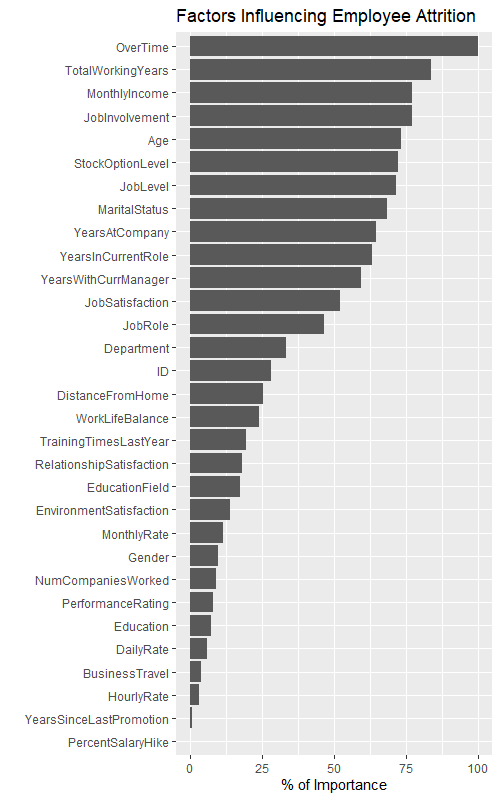 Factors Influencing Employee Attrition
OverTime
TotalWorkingYears
MonthlyIncome
JobInvolvement
Age
StockOptionLevel
JobLevel
MaritalStatus
YearsAtCompany
YearsInCurrentRole
YearsWithCurrManager
JobSatisfaction
JobRole
Department
ID
DistanceFromHome
WorkLifeBalance
TrainingTimesLastYear
RelationshipSatisfaction
EducationField
EnvironmentSatisfaction
MonthlyRate
Gender
NumCompaniesWorked
PerformanceRating
Education
DailyRate
BusinessTravel
HourlyRate
YearsSinceLastPromotion
PercentSalaryHike
0 25 50 75 100
% of Importance